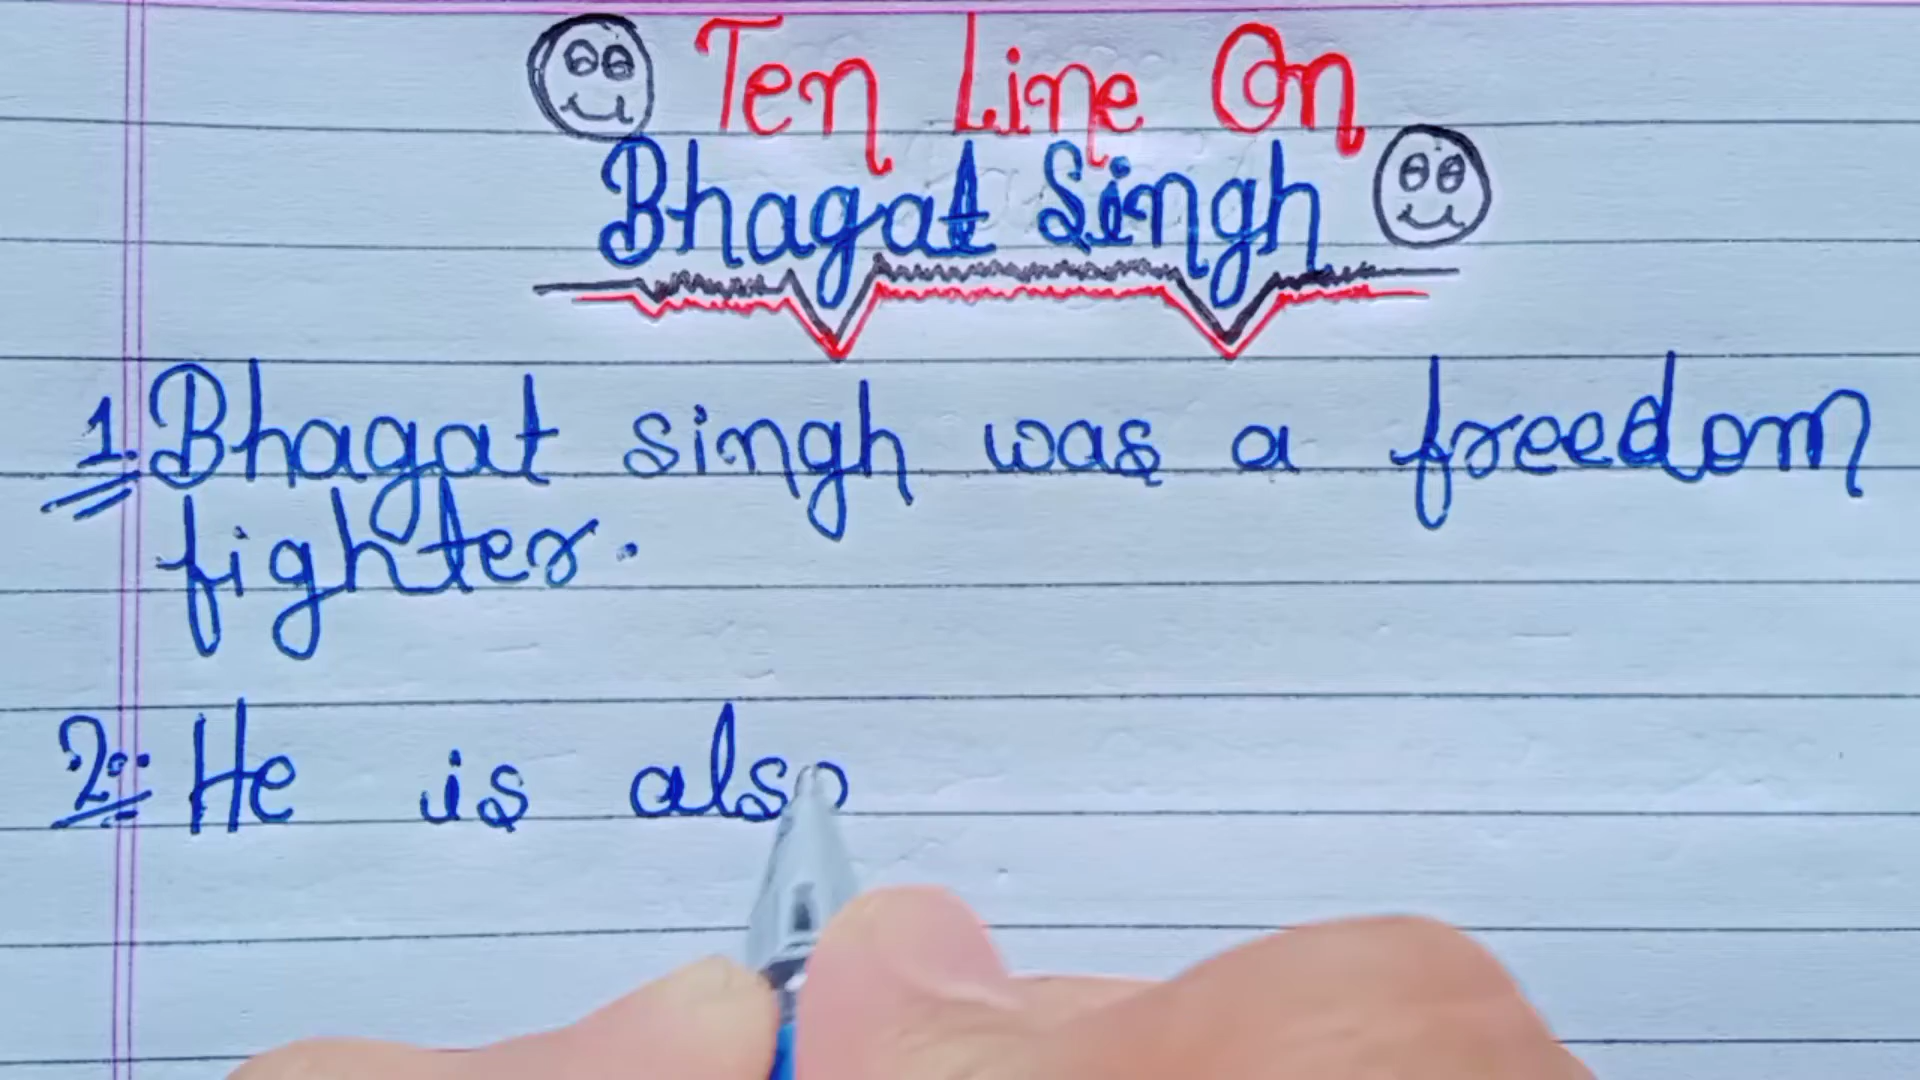 Ten Line On
Bhagat Singh
1. Bhagat singh was a freedom
fighter.
2. He is also